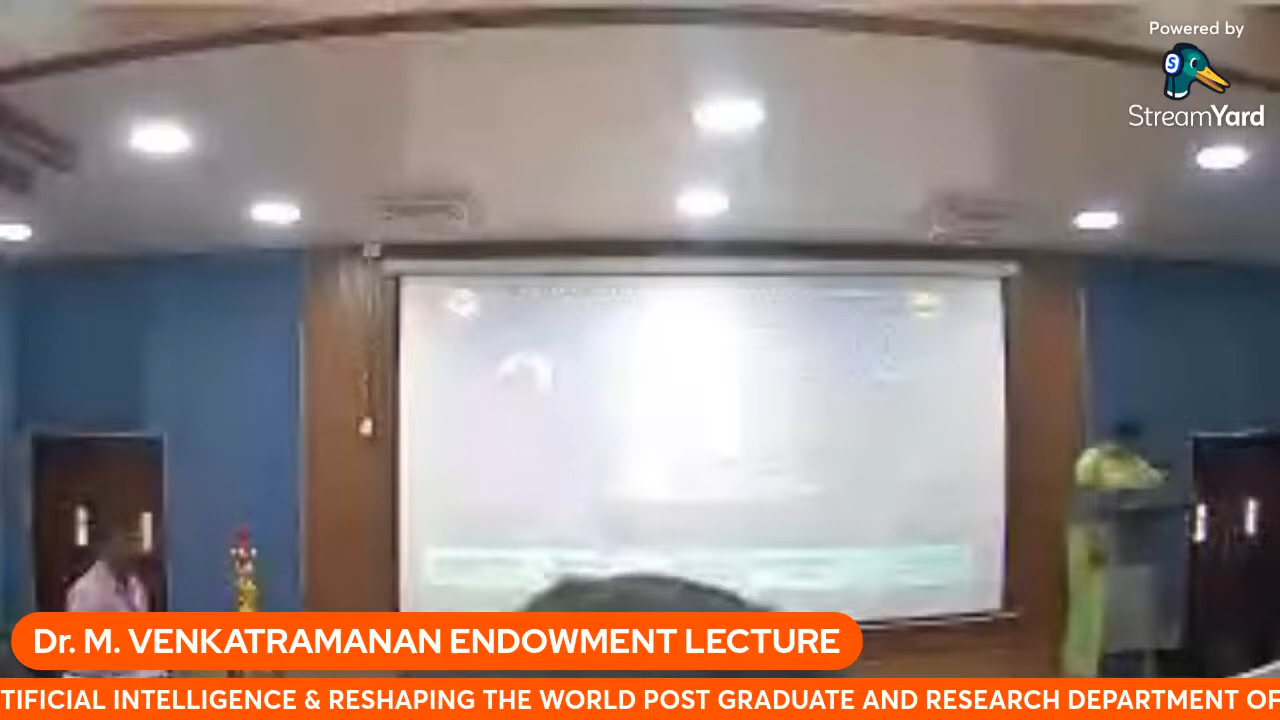 Powered by
S
StreamYard
Dr. M. VENKATRAMANAN ENDOWMENT LECTURE
TIFICIAL INTELLIGENCE & RESHAPING THE WORLD POST GRADUATE AND RESEARCH DEPARTMENT OF